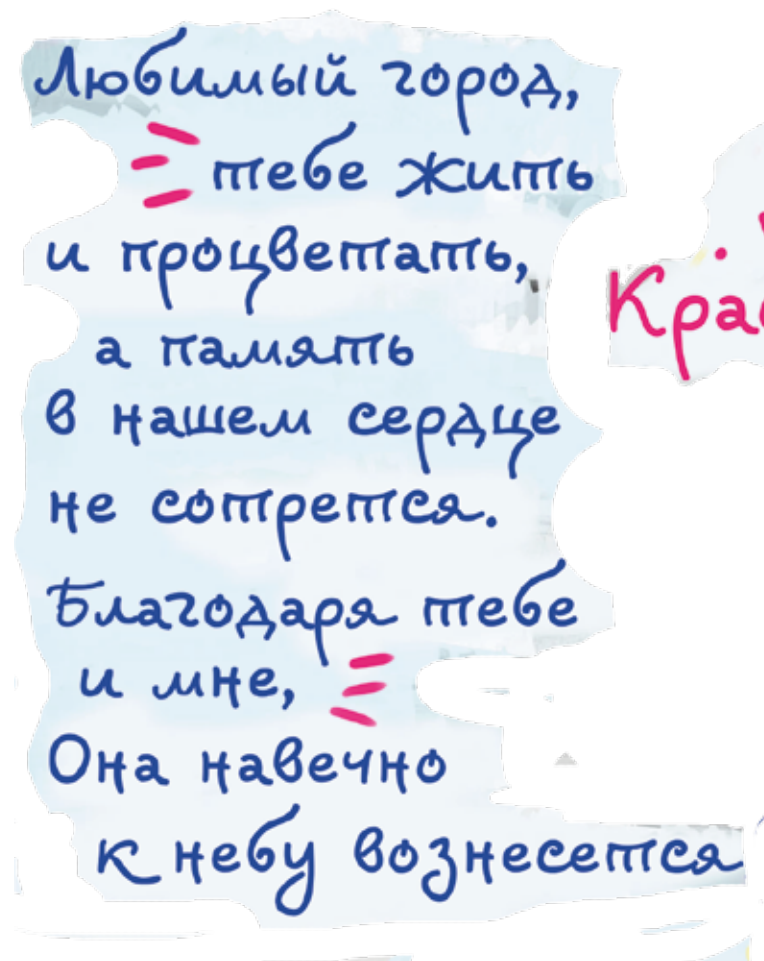 Любимый город,
тебе жить
и процветать,
а память
в нашем сердце
не сотрется.
Благодаря тебе
и мне,
Она навечно
к небу вознесется